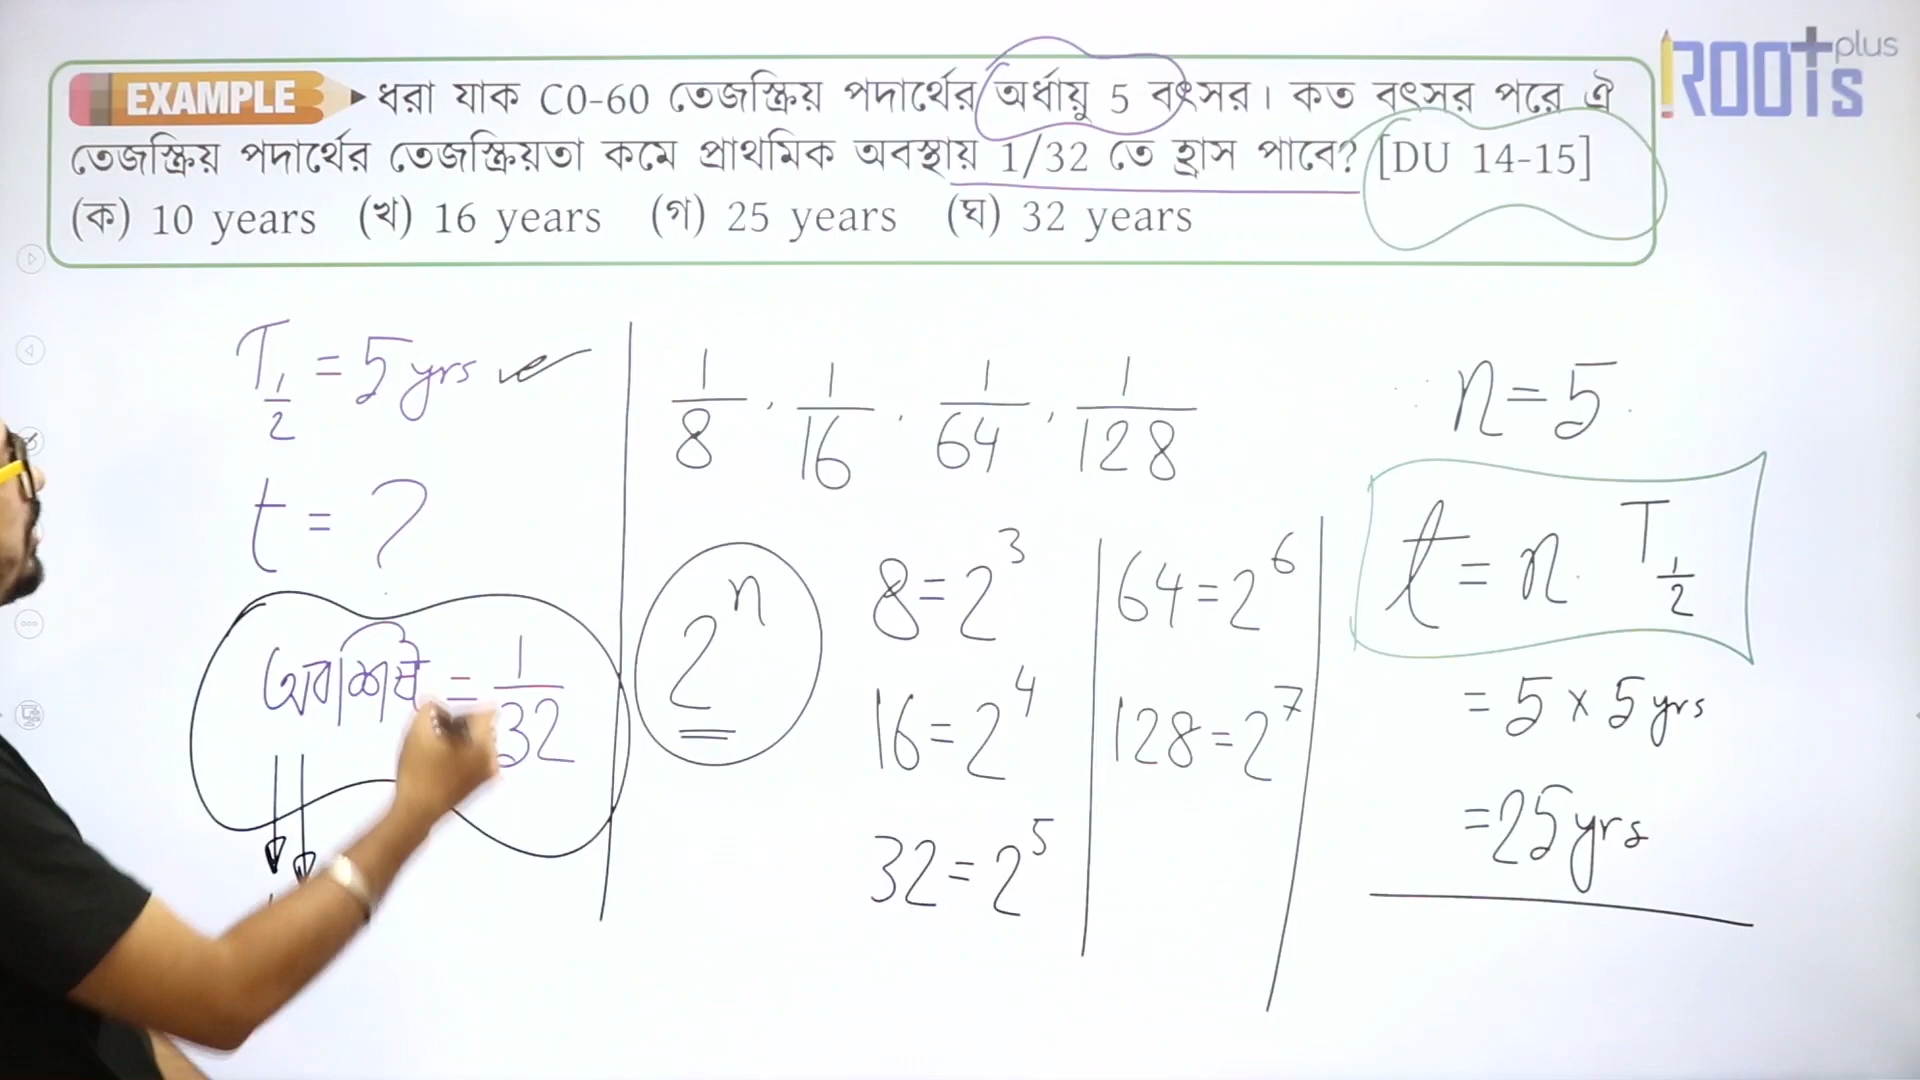 ROOTs plus
EXAMPLE ধরা যাক C0-60 তেজস্ক্রিয় পদার্থের অর্ধায়ু 5 বৎসর। কত বৎসর পরে ঐ
তেজস্ক্রিয় পদার্থের তেজস্ক্রিয়তা কমে প্রাথমিক অবস্থায় 1/32 তে হ্রাস পাবে? [DU 14-15]
(ক) 10 years (খ) 16 years (গ) 25 years (ঘ) 32 years
T 1/2 = 5 yrs
t = ?
অবশিষ্ট = 1/32
1/8 , 1/16 , 1/64 , 1/128
2^n
8 = 2^3
16 = 2^4
32 = 2^5
64 = 2^6
128 = 2^7
n = 5
t = n T 1/2
= 5 × 5 yrs
= 25 yrs